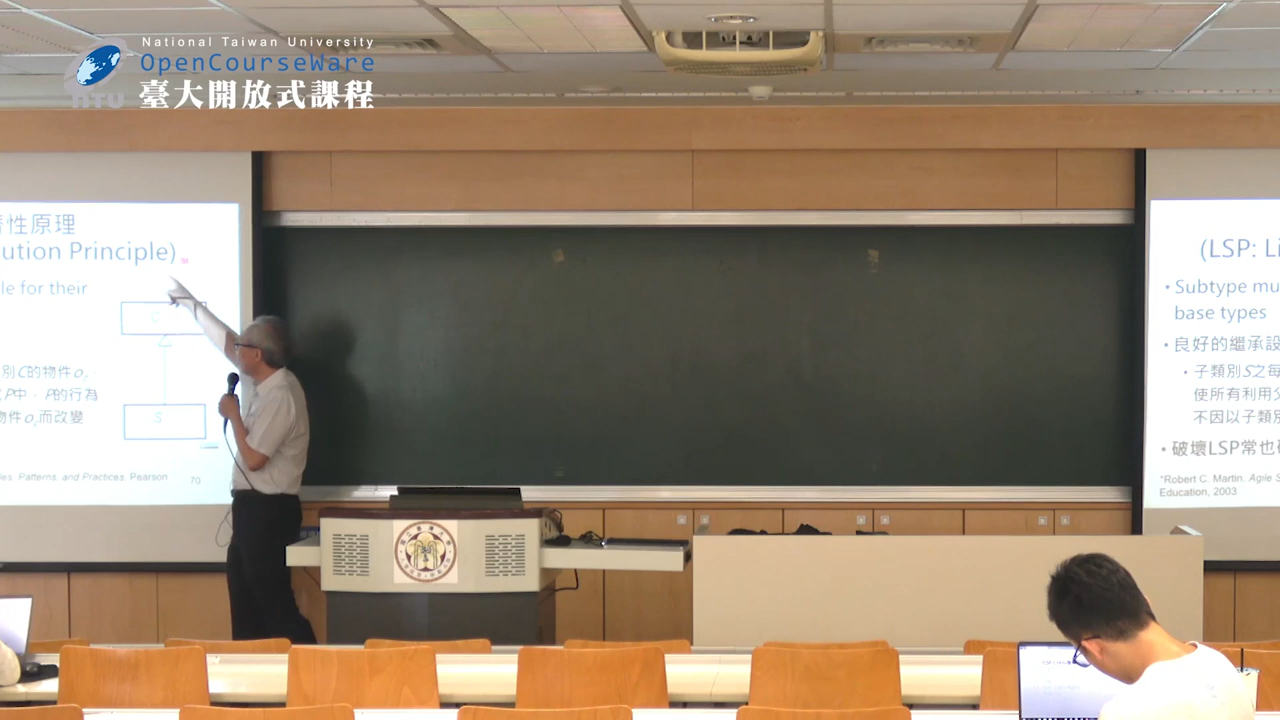 National Taiwan University
OpenCourseWare
臺大開放式課程
NTU
性原理
ution Principle)
le for their
C
別C的物件o
P中，P的行為
物件o 而改變
S
les, Patterns, and Practices. Pearson
70
(LSP: Li
• Subtype mu
base types
• 良好的繼承設
• 子類別S之每
使所有利用父
不因以子類別
• 破壞LSP常也
*Robert C. Martin. Agile S
Education, 2003